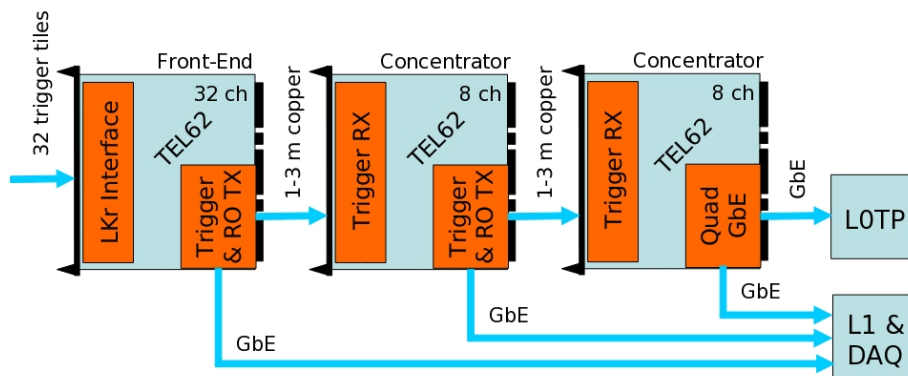 32 trigger tiles
Front-End
32 ch
LKr Interface
TEL62
Trigger
& RO TX
1-3 m copper
Concentrator
8 ch
Trigger RX
TEL62
Trigger
& RO TX
1-3 m copper
Concentrator
8 ch
Trigger RX
TEL62
Quad
GbE
GbE
L0TP
GbE
GbE
GbE
L1 &
DAQ